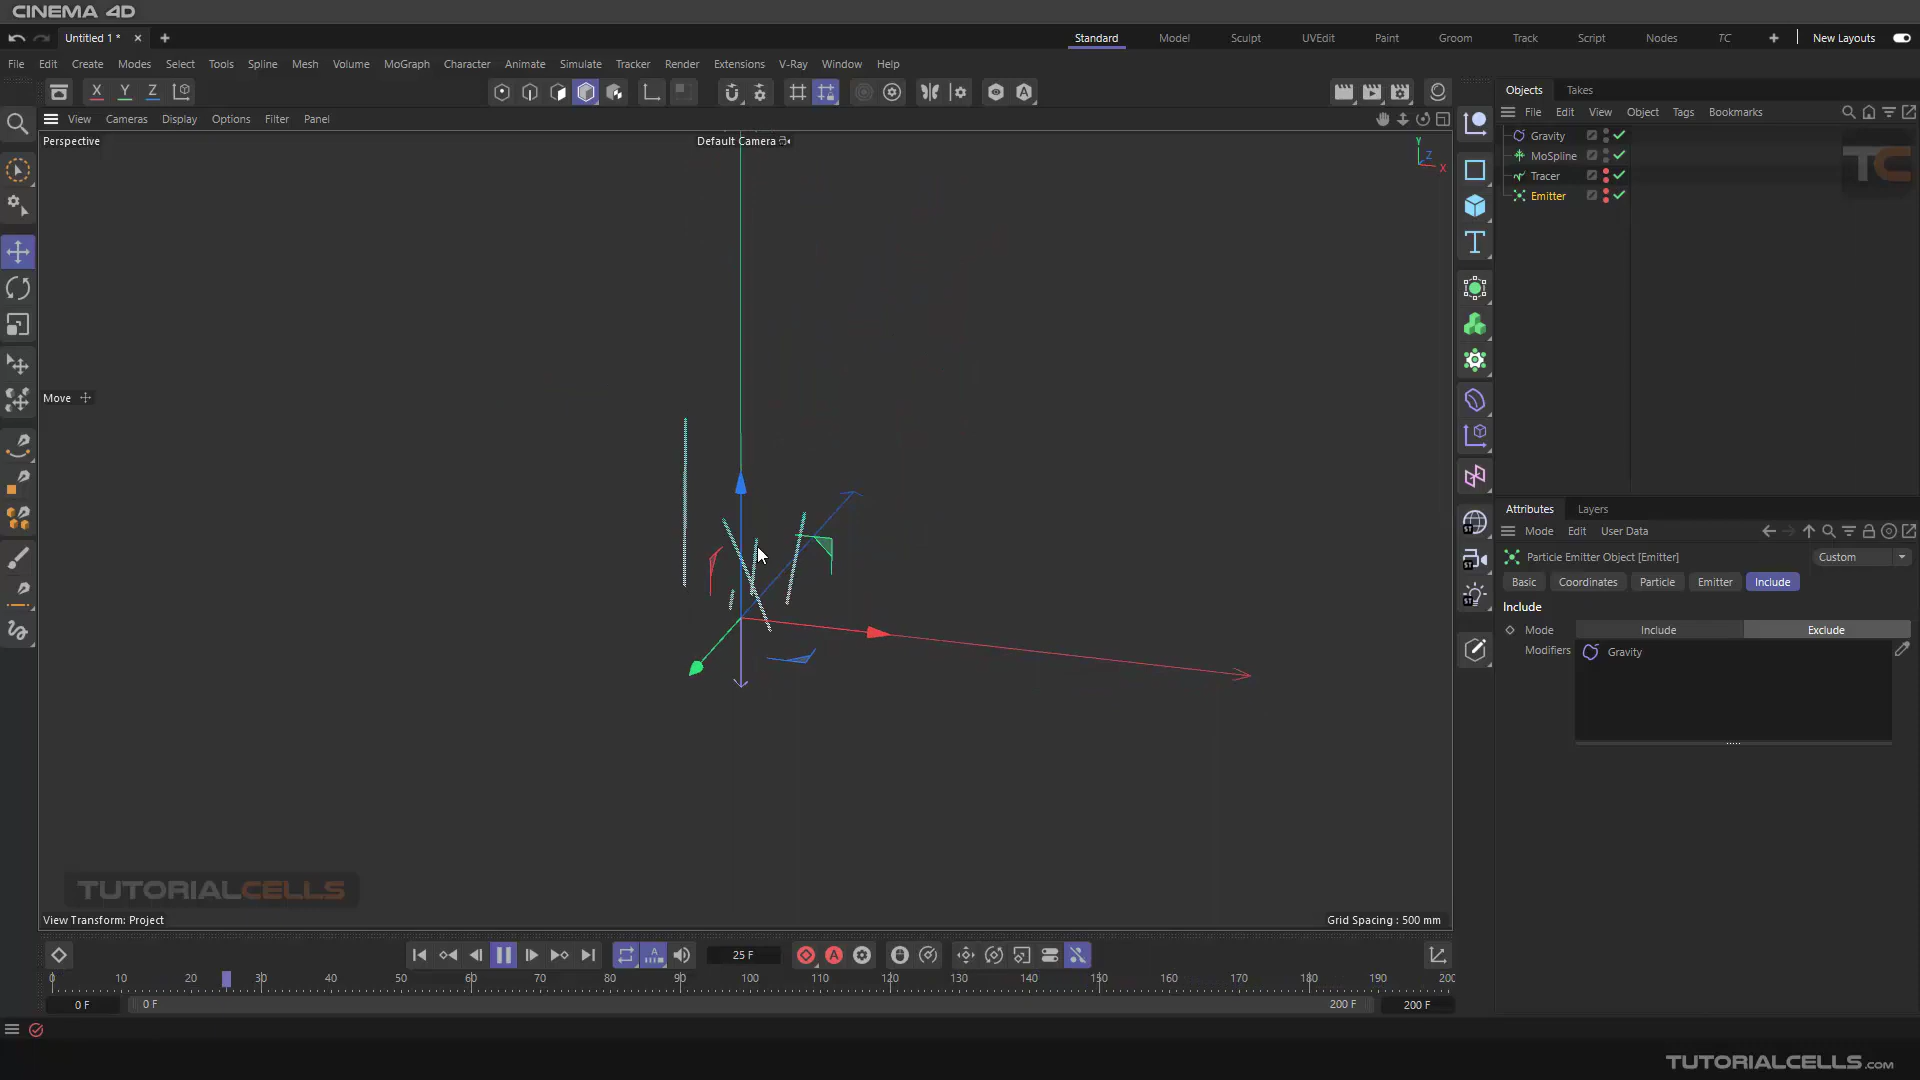 CINEMA 4D
Untitled 1 *
Standard
Model
Sculpt
UVEdit
Paint
Groom
Track
Script
Nodes
TC
New Layouts
File Edit Create Modes Select Tools Spline Mesh Volume MoGraph Character Animate Simulate Tracker Render Extensions V-Ray Window Help
X Y Z
Objects Takes
File Edit View Object Tags Bookmarks
View Cameras Display Options Filter Panel
Perspective
Default Camera
Y
Z
X
Gravity
MoSpline
Tracer
Emitter
TC
Move
Attributes Layers
Mode Edit User Data
Particle Emitter Object [Emitter]
Custom
Basic Coordinates Particle Emitter Include
Include
Mode Include Exclude
Modifiers Gravity
TUTORIALCELLS
View Transform: Project
Grid Spacing : 500 mm
25 F
0 10 20 30 40 50 60 70 80 90 100 110 120 130 140 150 160 170 180 190 200
0 F
0 F
200 F
200 F
TUTORIALCELLS.COM